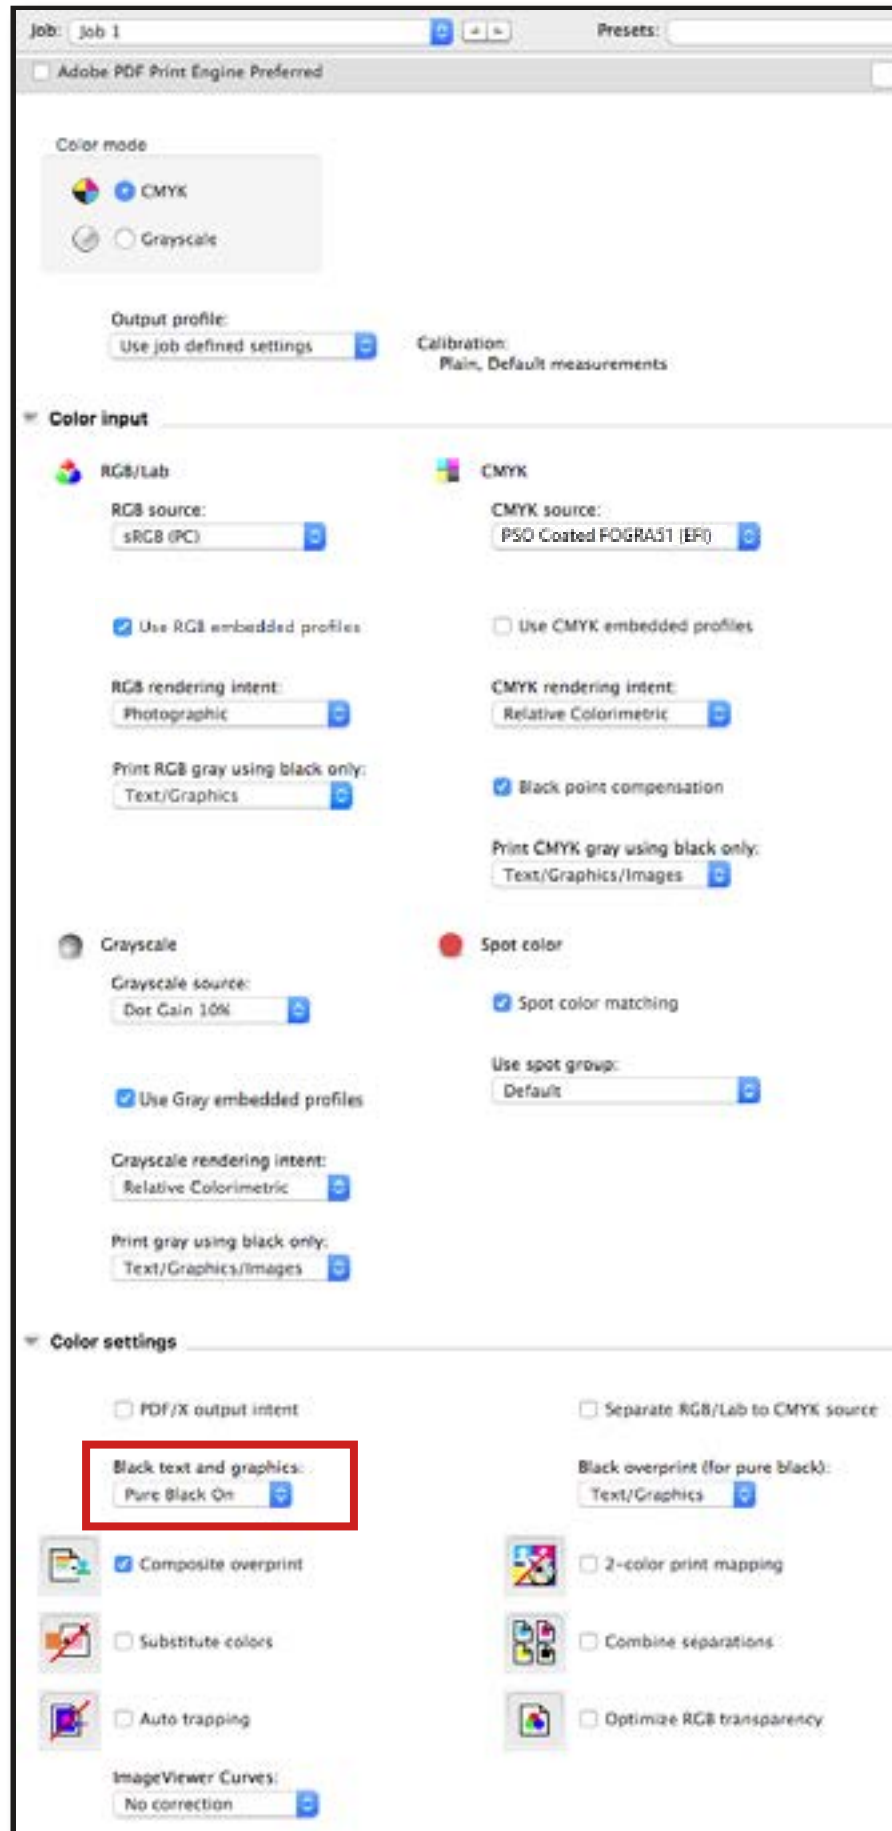 Job: Job 1 Presets:
Adobe PDF Print Engine Preferred
Color mode
CMYK
Grayscale
Output profile:
Use job defined settings
Calibration:
Plain, Default measurements
Color input
RGB/Lab
RGB source:
sRGB (PC)
Use RGB embedded profiles
RGB rendering intent:
Photographic
Print RGB gray using black only:
Text/Graphics
CMYK
CMYK source:
PSO Coated FOGRA51 (EFI)
Use CMYK embedded profiles
CMYK rendering intent:
Relative Colorimetric
Black point compensation
Print CMYK gray using black only:
Text/Graphics/Images
Grayscale
Grayscale source:
Dot Gain 10%
Use Gray embedded profiles
Grayscale rendering intent:
Relative Colorimetric
Print gray using black only:
Text/Graphics/Images
Spot color
Spot color matching
Use spot group:
Default
Color settings
PDF/X output intent
Separate RGB/Lab to CMYK source
Black text and graphics:
Pure Black On
Black overprint (for pure black):
Text/Graphics
Composite overprint
2-color print mapping
Substitute colors
Combine separations
Auto trapping
Optimize RGB transparency
ImageViewer Curves:
No correction